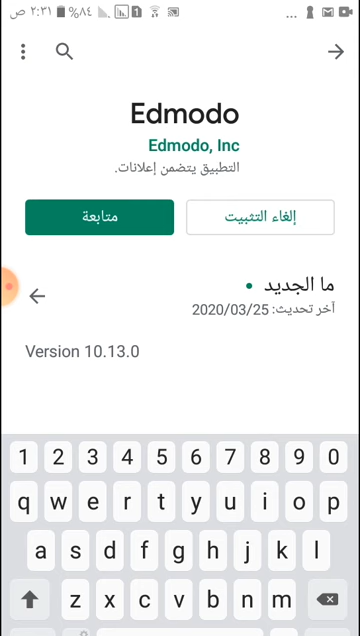 ٢:٣١ ص
%٨٤
1
...
Edmodo
Edmodo, Inc
التطبيق يتضمن إعلانات.
إلغاء التثبيت
متابعة
ما الجديد
آخر تحديث: 2020/03/25
Version 10.13.0
1 2 3 4 5 6 7 8 9 0
q w e r t y u i o p
a s d f g h j k l
z x c v b n m